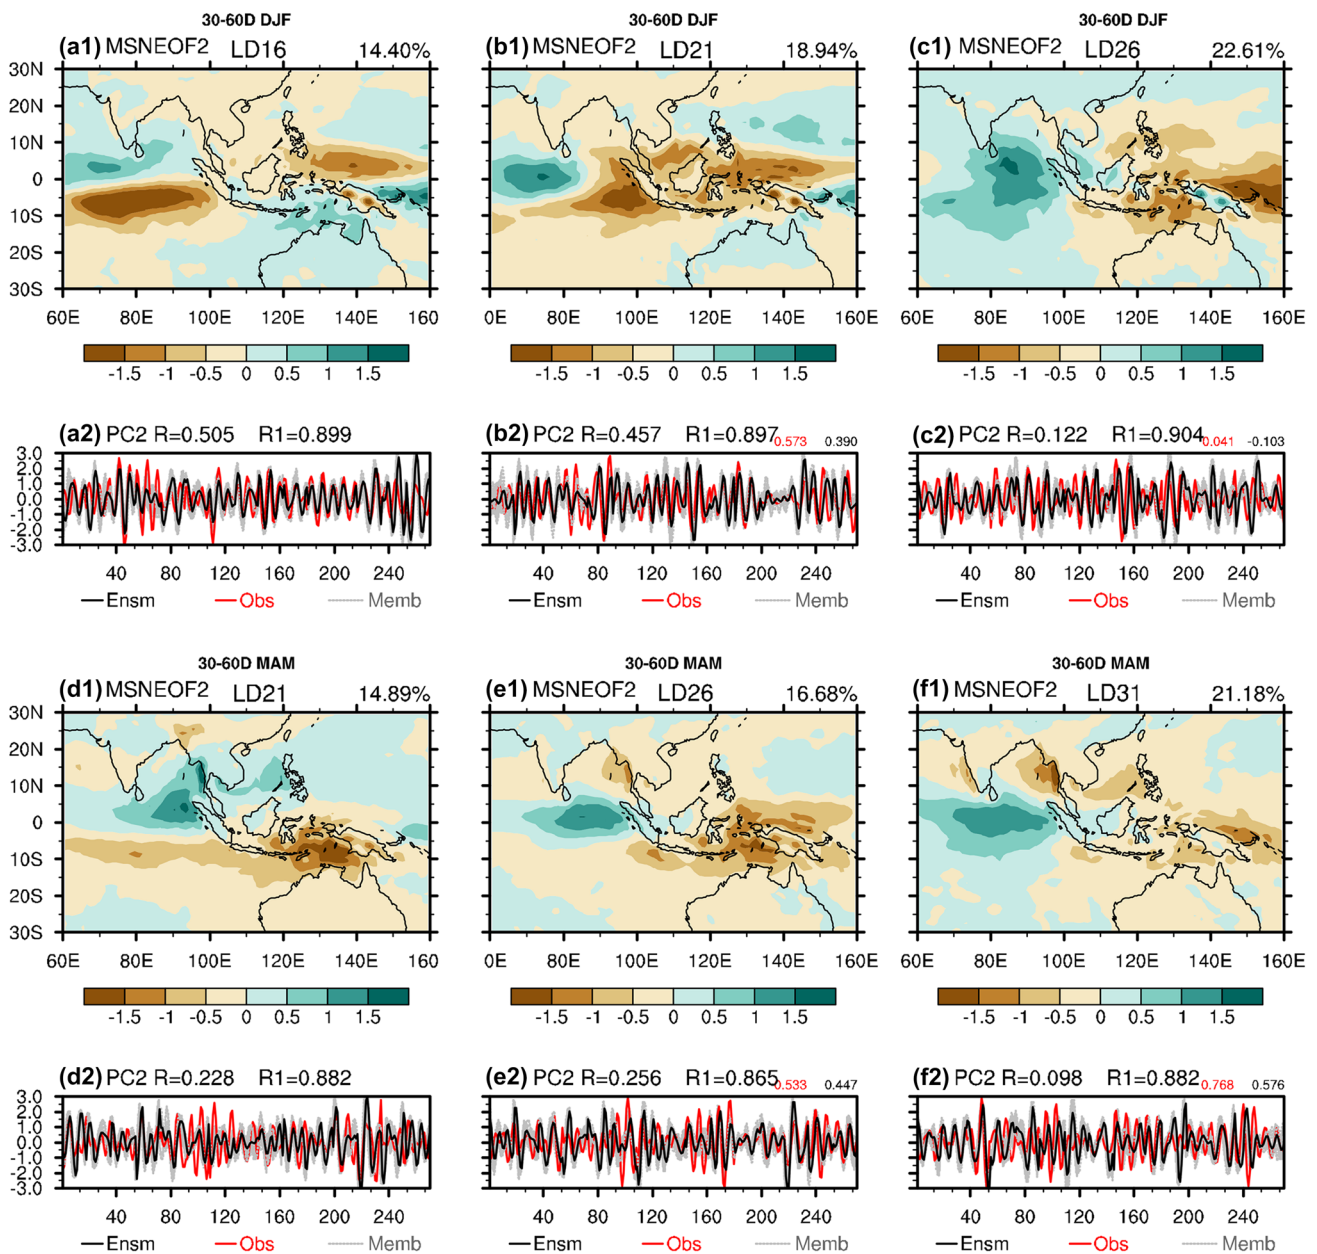 30-60D DJF 30-60D DJF 30-60D DJF
(a1) MSNEOF2 LD16 14.40% (b1) MSNEOF2 LD21 18.94% (c1) MSNEOF2 LD26 22.61%
30N
20N
10N
0
10S
20S
30S
60E 80E 100E 120E 140E 160 0E 80E 100E 120E 140E 160E 60E 80E 100E 120E 140E 160E
-1.5 -1 -0.5 0 0.5 1 1.5 -1.5 -1 -0.5 0 0.5 1 1.5 -1.5 -1 -0.5 0 0.5 1 1.5
(a2) PC2 R=0.505 R1=0.899 (b2) PC2 R=0.457 R1=0.897 0.573 0.390 (c2) PC2 R=0.122 R1=0.904 0.041 -0.103
3.0
2.0
1.0
0.0
-1.0
-2.0
-3.0
40 80 120 160 200 240 40 80 120 160 200 240 40 80 120 160 200 240
Ensm Obs Memb Ensm Obs Memb Ensm Obs Memb
30-60D MAM 30-60D MAM 30-60D MAM
(d1) MSNEOF2 LD21 14.89% (e1) MSNEOF2 LD26 16.68% (f1) MSNEOF2 LD31 21.18%
30N
20N
10N
0
10S
20S
30S
60E 80E 100E 120E 140E 160E 0E 80E 100E 120E 140E 160E 60E 80E 100E 120E 140E 160E
-1.5 -1 -0.5 0 0.5 1 1.5 -1.5 -1 -0.5 0 0.5 1 1.5 -1.5 -1 -0.5 0 0.5 1 1.5
(d2) PC2 R=0.228 R1=0.882 (e2) PC2 R=0.256 R1=0.865 0.533 0.447 (f2) PC2 R=0.098 R1=0.882 0.768 0.576
3.0
2.0
1.0
0.0
-1.0
-2.0
-3.0
40 80 120 160 200 240 40 80 120 160 200 240 40 80 120 160 200 240
Ensm Obs Memb Ensm Obs Memb Ensm Obs Memb